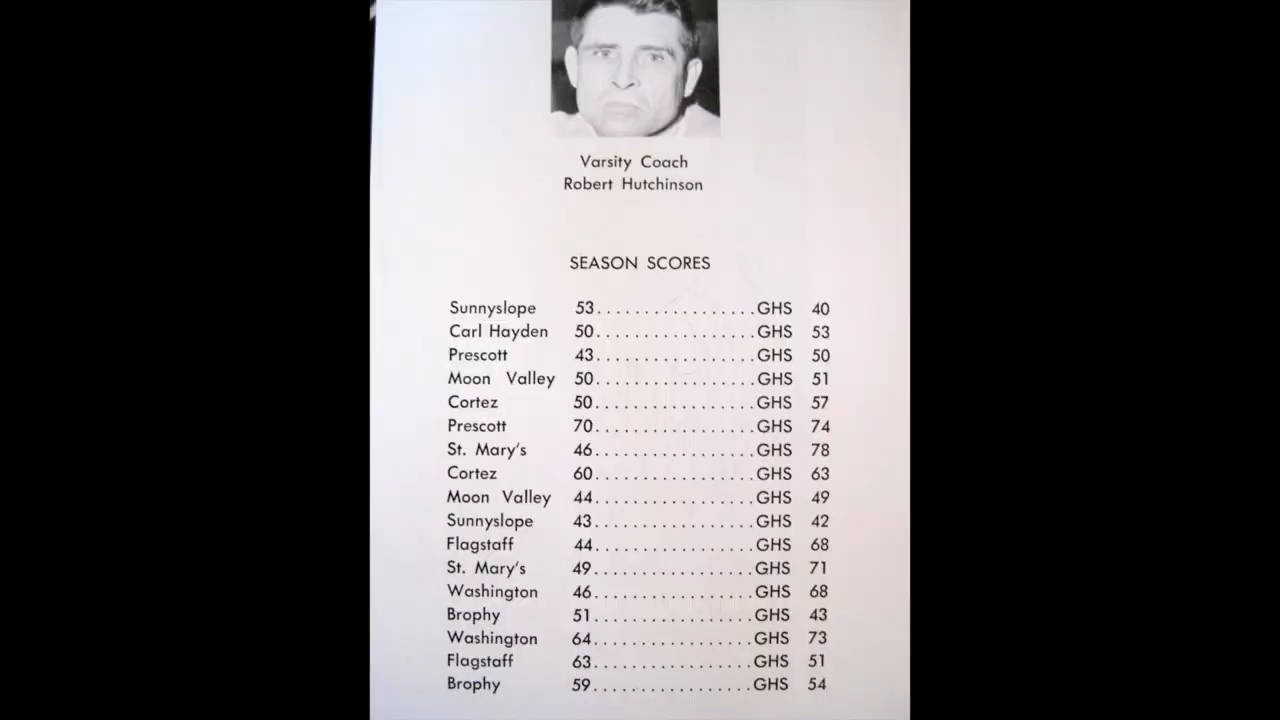 Varsity Coach
Robert Hutchinson
SEASON SCORES
Sunnyslope 53.................GHS 40
Carl Hayden 50.................GHS 53
Prescott 43.................GHS 50
Moon Valley 50.................GHS 51
Cortez 50.................GHS 57
Prescott 70.................GHS 74
St. Mary's 46.................GHS 78
Cortez 60.................GHS 63
Moon Valley 44.................GHS 49
Sunnyslope 43.................GHS 42
Flagstaff 44.................GHS 68
St. Mary's 49.................GHS 71
Washington 46.................GHS 68
Brophy 51.................GHS 43
Washington 64.................GHS 73
Flagstaff 63.................GHS 51
Brophy 59.................GHS 54